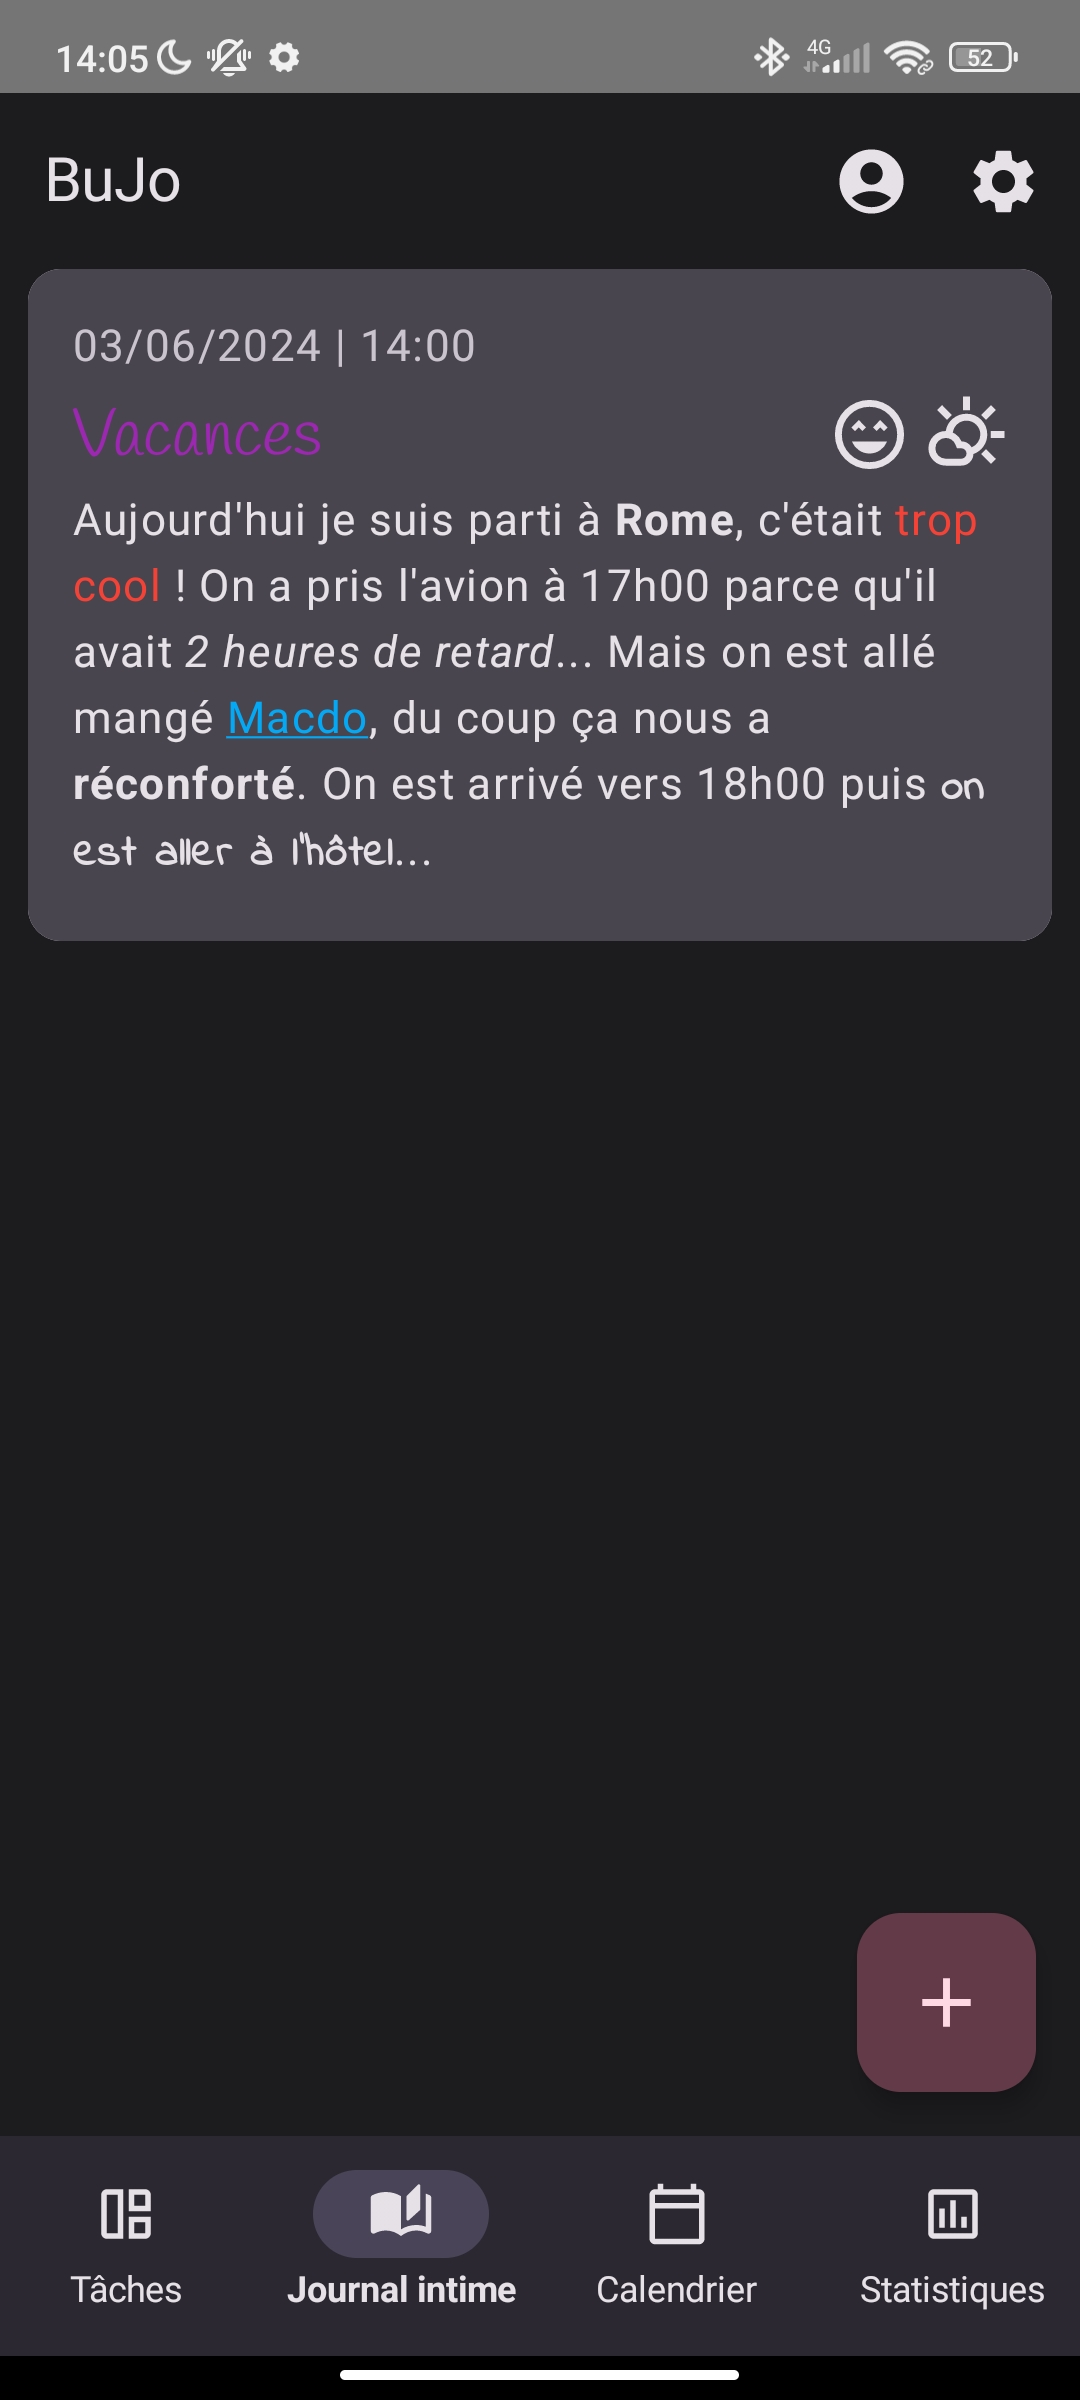 14:05 4G 52
BuJo
03/06/2024 | 14:00
Vacances
Aujourd'hui je suis parti à Rome, c'était trop
cool ! On a pris l'avion à 17h00 parce qu'il
avait 2 heures de retard... Mais on est allé
mangé Macdo, du coup ça nous a
réconforté. On est arrivé vers 18h00 puis on
est aller à l'hôtel...
Tâches Journal intime Calendrier Statistiques